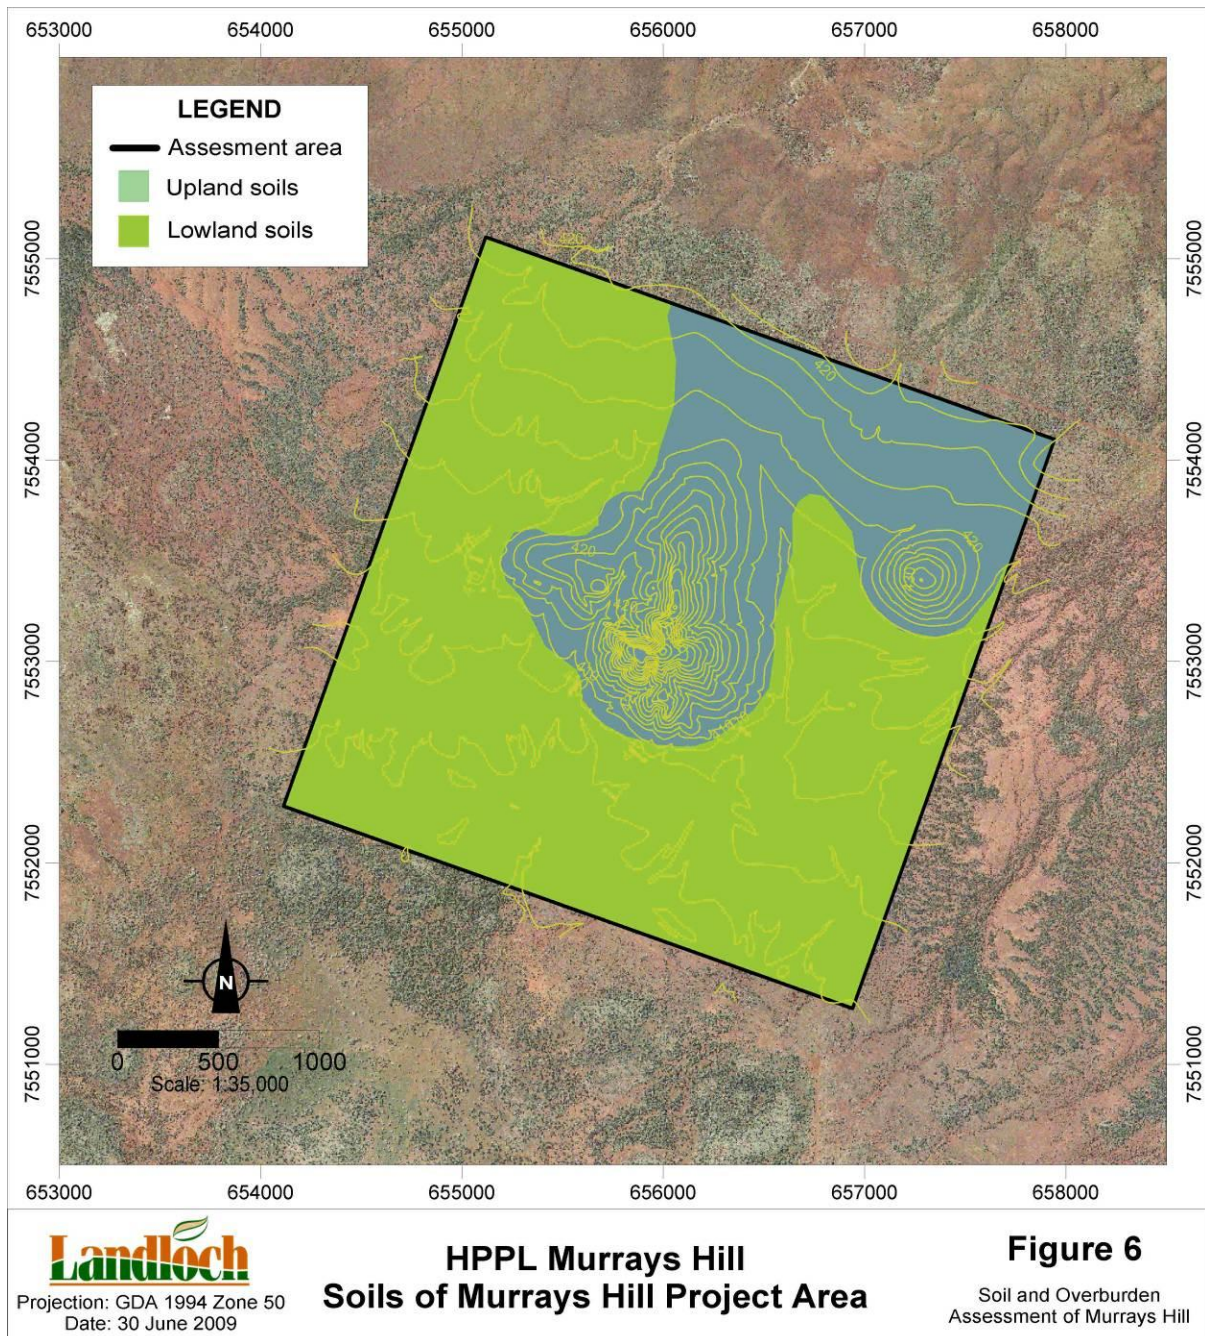 653000 654000 655000 656000 657000 658000
LEGEND
Assesment area
Upland soils
Lowland soils
7555000
7554000
7553000
7552000
7551000
7555000
7554000
7553000
7552000
7551000
420
420
420
N
0 500 1000
Scale: 1:35,000
653000 654000 655000 656000 657000 658000
Landloch
Projection: GDA 1994 Zone 50
Date: 30 June 2009
HPPL Murrays Hill
Soils of Murrays Hill Project Area
Figure 6
Soil and Overburden
Assessment of Murrays Hill